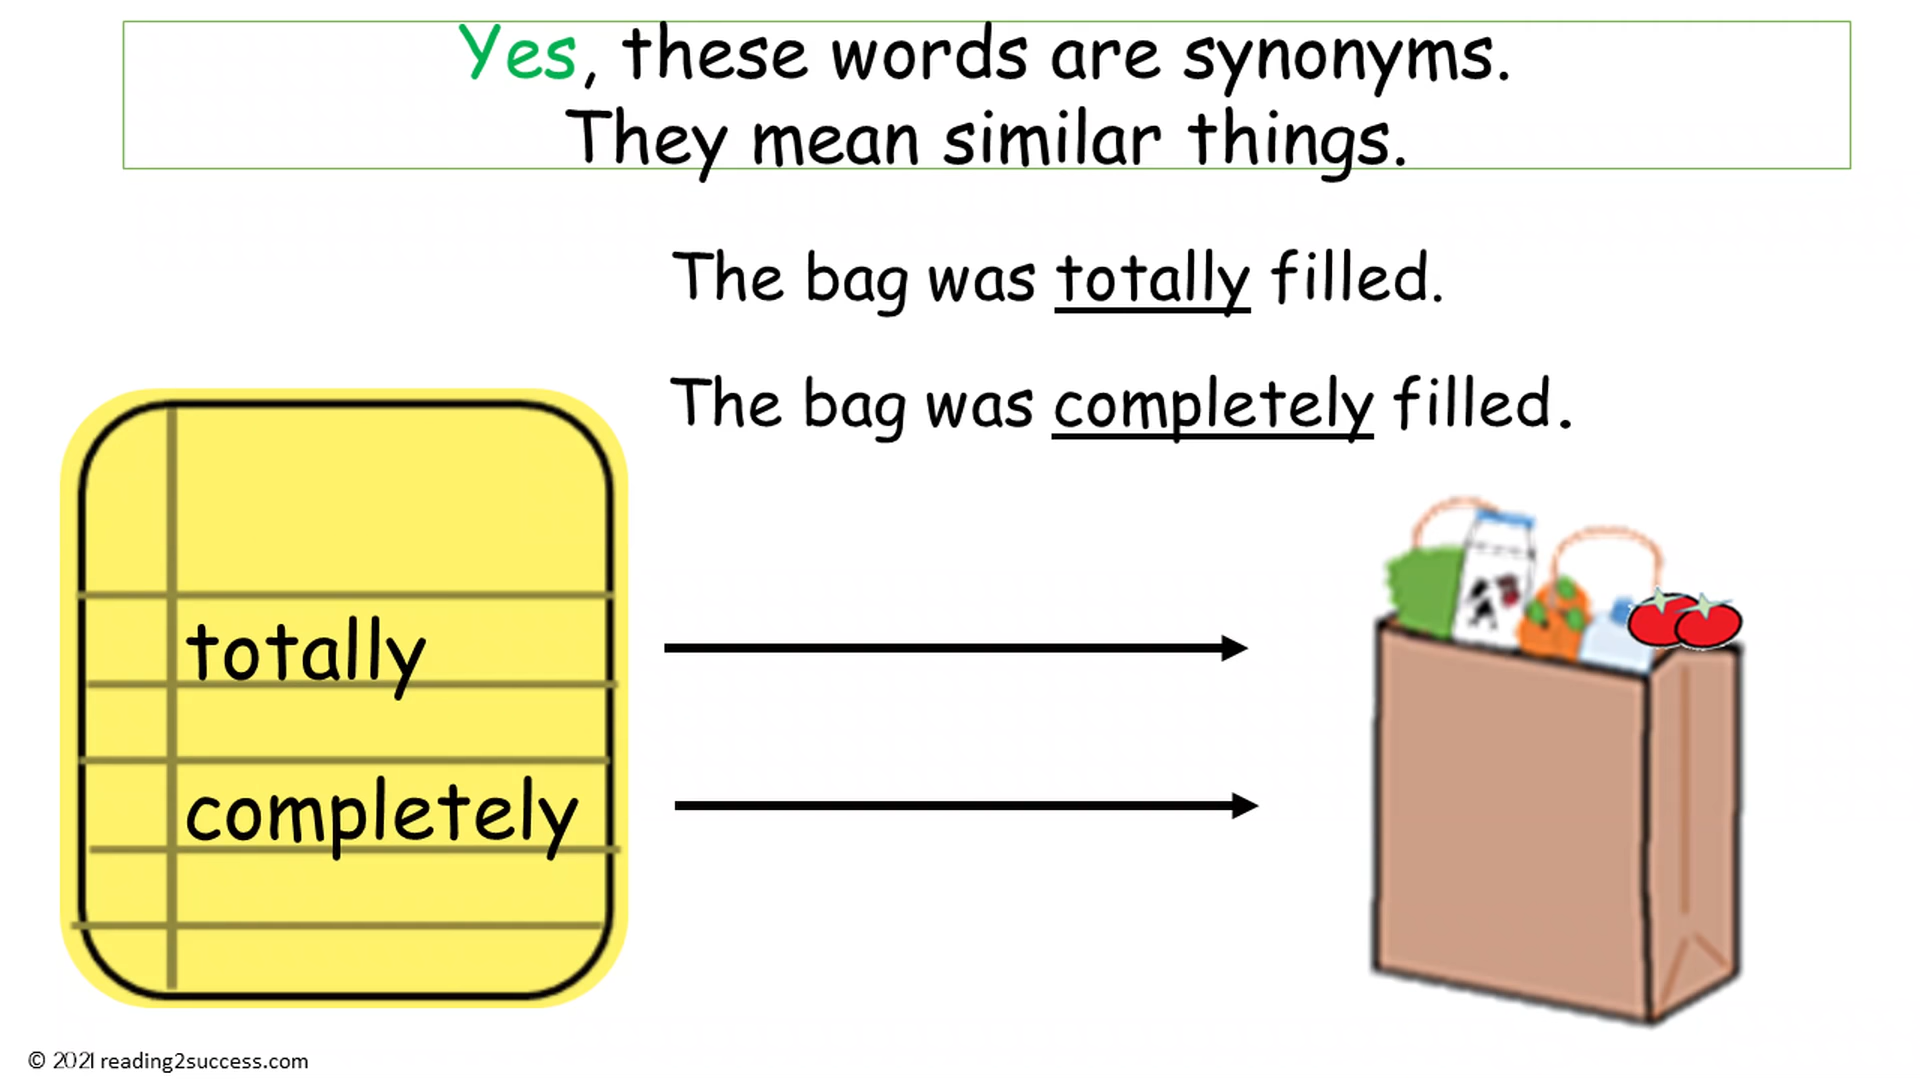 Yes, these words are synonyms.
They mean similar things.
The bag was totally filled.
The bag was completely filled.
totally
completely
© 2021 reading2success.com